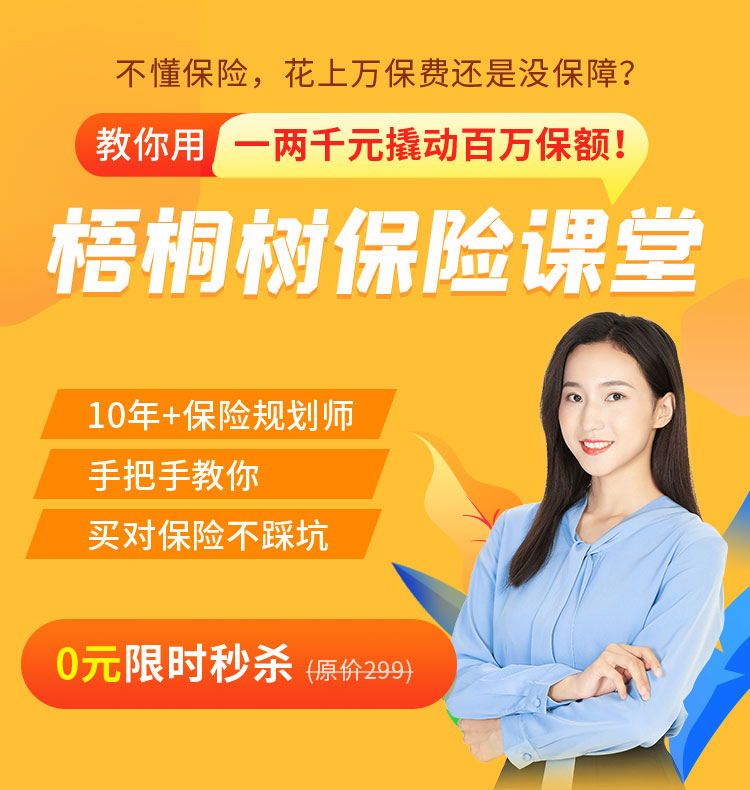 不懂保险，花上万保费还是没保障？
教你用 一两千元撬动百万保额！
梧桐树保险课堂
10年+保险规划师
手把手教你
买对保险不踩坑
0元限时秒杀 (原价299)